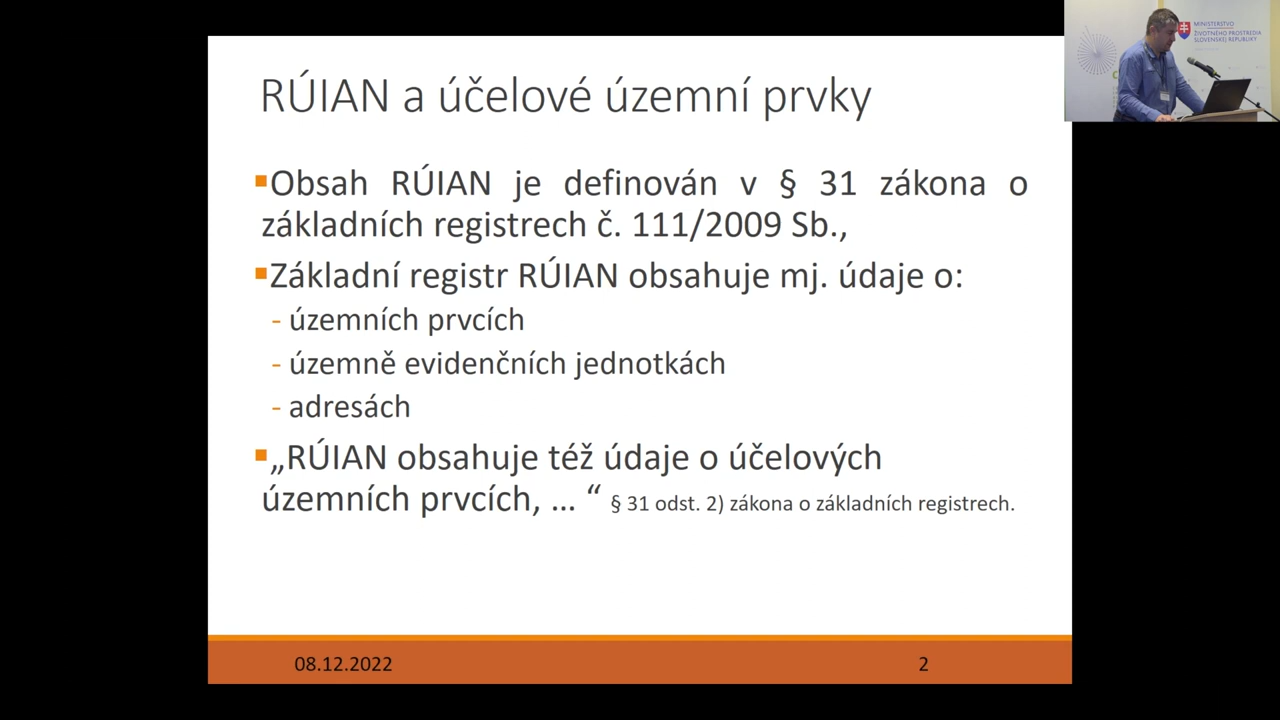 RÚIAN a účelové územní prvky
▪Obsah RÚIAN je definován v § 31 zákona o
základních registrech č. 111/2009 Sb.,
▪Základní registr RÚIAN obsahuje mj. údaje o:
- územních prvcích
- územně evidenčních jednotkách
- adresách
▪„RÚIAN obsahuje též údaje o účelových
územních prvcích, ... “ § 31 odst. 2) zákona o základních registrech.
08.12.2022
2
MINISTERSTVO
ŽIVOTNÉHO PROSTREDIA
SLOVENSKEJ REPUBLIKY